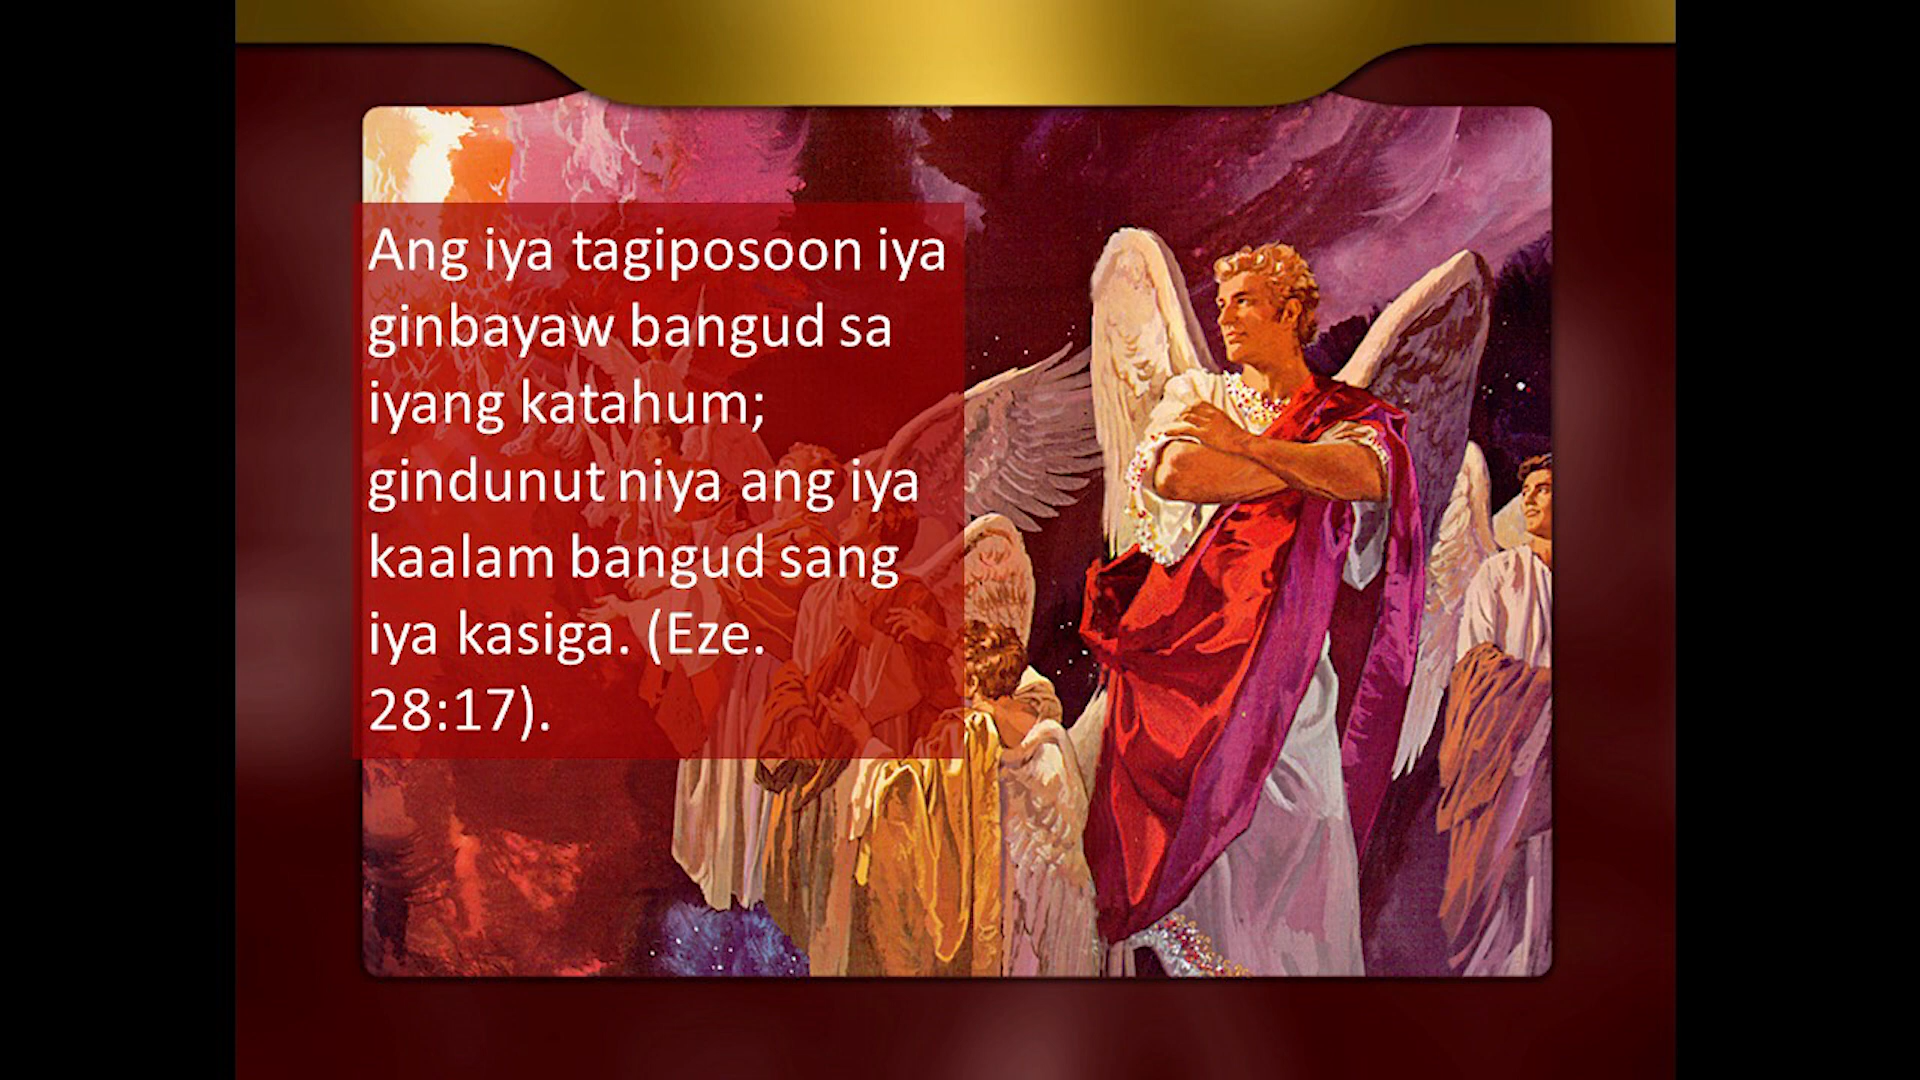 Ang iya tagiposoon iya
ginbayaw bangud sa
iyang katahum;
gindunut niya ang iya
kaalam bangud sang
iya kasiga. (Eze.
28:17).